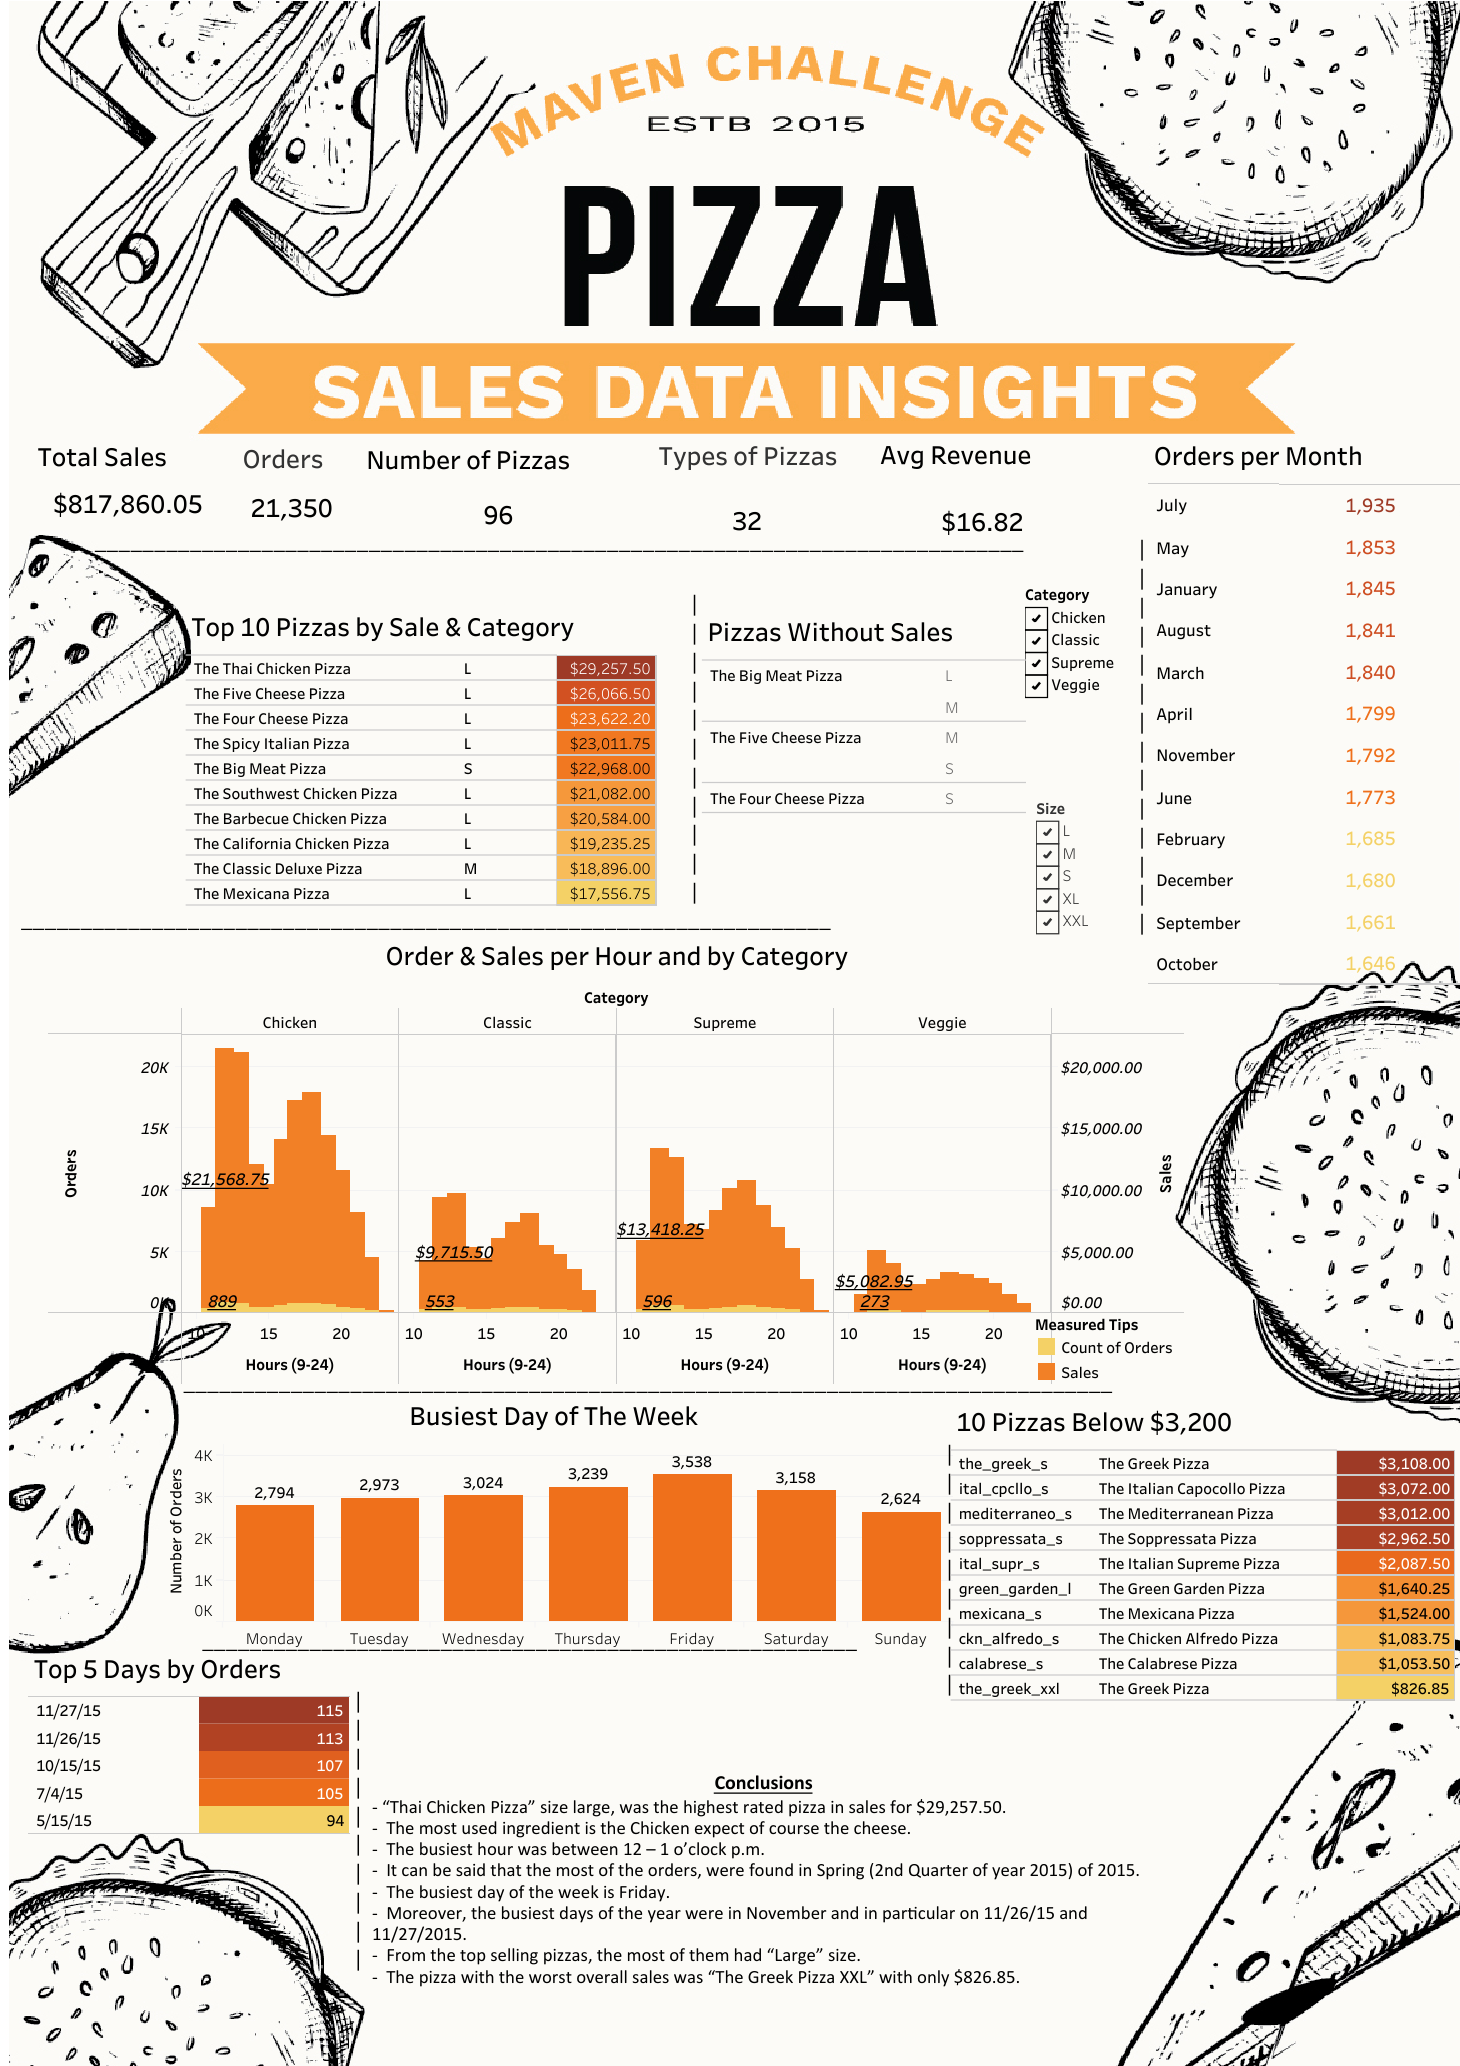 MAVEN CHALLENGE
ESTB 2015
PIZZA
SALES DATA INSIGHTS
Total Sales
$817,860.05
Orders
21,350
Number of Pizzas
96
Types of Pizzas
32
Avg Revenue
$16.82
Orders per Month
July 1,935
May 1,853
January 1,845
August 1,841
March 1,840
April 1,799
November 1,792
June 1,773
February 1,685
December 1,680
September 1,661
October 1,646
Top 10 Pizzas by Sale & Category
The Thai Chicken Pizza L $29,257.50
The Five Cheese Pizza L $26,066.50
The Four Cheese Pizza L $23,622.20
The Spicy Italian Pizza L $23,011.75
The Big Meat Pizza S $22,968.00
The Southwest Chicken Pizza L $21,082.00
The Barbecue Chicken Pizza L $20,584.00
The California Chicken Pizza L $19,235.25
The Classic Deluxe Pizza M $18,896.00
The Mexicana Pizza L $17,556.75
Pizzas Without Sales
The Big Meat Pizza L
M
The Five Cheese Pizza M
S
The Four Cheese Pizza S
Category
Chicken
Classic
Supreme
Veggie
Size
L
M
S
XL
XXL
Order & Sales per Hour and by Category
Category
Chicken Classic Supreme Veggie
Orders
20K
15K
10K
5K
0K
$21,568.75
889
$9,715.50
553
$13,418.25
596
$5,082.95
273
$20,000.00
$15,000.00
$10,000.00
$5,000.00
$0.00
Sales
10 15 20 10 15 20 10 15 20 10 15 20
Hours (9-24) Hours (9-24) Hours (9-24) Hours (9-24)
Measured Tips
Count of Orders
Sales
Busiest Day of The Week
Number of Orders
4K
3K
2K
1K
0K
2,794 2,973 3,024 3,239 3,538 3,158 2,624
Monday Tuesday Wednesday Thursday Friday Saturday Sunday
10 Pizzas Below $3,200
the_greek_s The Greek Pizza $3,108.00
ital_cpcllo_s The Italian Capocollo Pizza $3,072.00
mediterraneo_s The Mediterranean Pizza $3,012.00
soppressata_s The Soppressata Pizza $2,962.50
ital_supr_s The Italian Supreme Pizza $2,087.50
green_garden_l The Green Garden Pizza $1,640.25
mexicana_s The Mexicana Pizza $1,524.00
ckn_alfredo_s The Chicken Alfredo Pizza $1,083.75
calabrese_s The Calabrese Pizza $1,053.50
the_greek_xxl The Greek Pizza $826.85
Top 5 Days by Orders
11/27/15 115
11/26/15 113
10/15/15 107
7/4/15 105
5/15/15 94
Conclusions
- “Thai Chicken Pizza” size large, was the highest rated pizza in sales for $29,257.50.
- The most used ingredient is the Chicken expect of course the cheese.
- The busiest hour was between 12 – 1 o’clock p.m.
- It can be said that the most of the orders, were found in Spring (2nd Quarter of year 2015) of 2015.
- The busiest day of the week is Friday.
- Moreover, the busiest days of the year were in November and in particular on 11/26/15 and
11/27/2015.
- From the top selling pizzas, the most of them had “Large” size.
- The pizza with the worst overall sales was “The Greek Pizza XXL” with only $826.85.